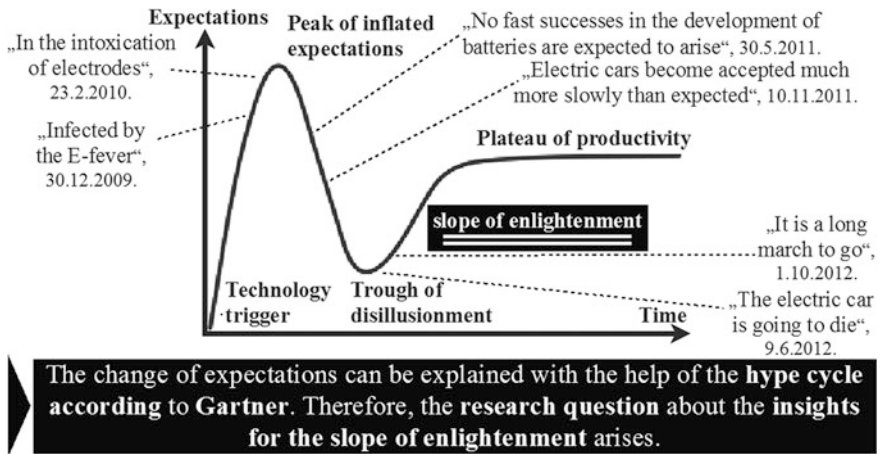 Expectations
Peak of inflated
expectations
„In the intoxication
of electrodes“,
23.2.2010.
„Infected by
the E-fever“,
30.12.2009.
„No fast successes in the development of
batteries are expected to arise“, 30.5.2011.
„Electric cars become accepted much
more slowly than expected“, 10.11.2011.
Plateau of productivity
slope of enlightenment
„It is a long
march to go“,
1.10.2012.
„The electric car
is going to die“,
9.6.2012.
Technology
trigger
Trough of
disillusionment
Time
The change of expectations can be explained with the help of the hype cycle
according to Gartner. Therefore, the research question about the insights
for the slope of enlightenment arises.